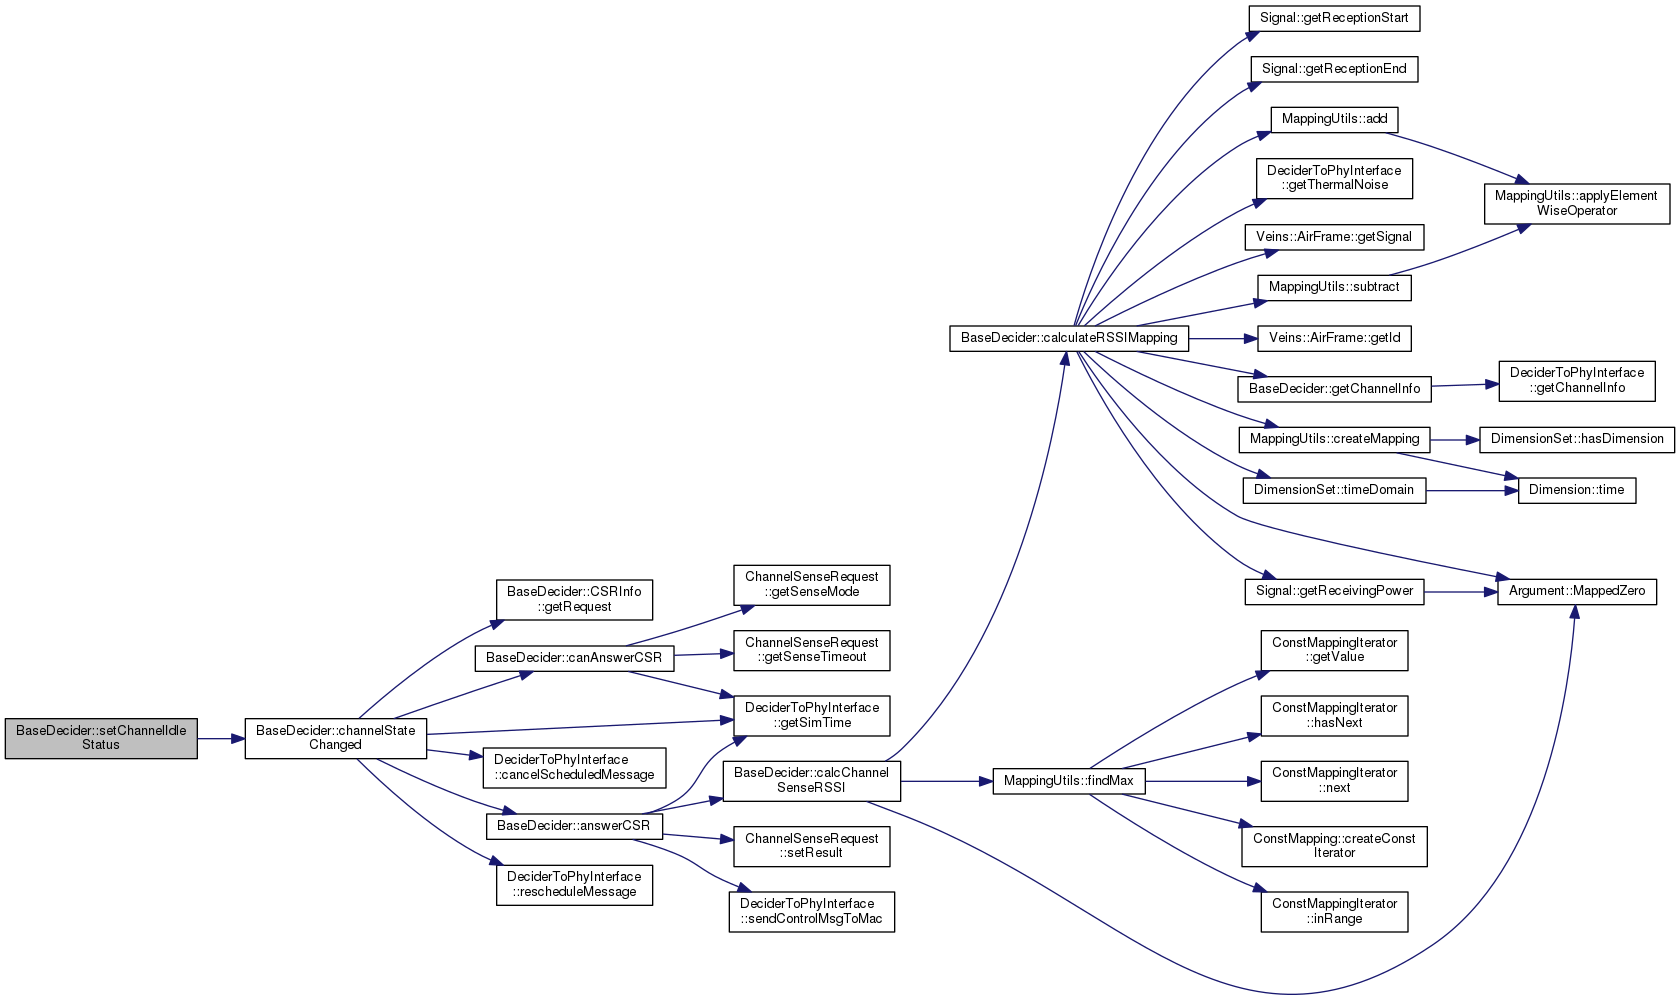 BaseDecider::setChannelIdle
Status
BaseDecider::channelState
Changed
BaseDecider::CSRInfo
::getRequest
BaseDecider::canAnswerCSR
DeciderToPhyInterface
::cancelScheduledMessage
BaseDecider::answerCSR
DeciderToPhyInterface
::rescheduleMessage
ChannelSenseRequest
::getSenseMode
ChannelSenseRequest
::getSenseTimeout
DeciderToPhyInterface
::getSimTime
BaseDecider::calcChannel
SenseRSSI
ChannelSenseRequest
::setResult
DeciderToPhyInterface
::sendControlMsgToMac
BaseDecider::calculateRSSIMapping
MappingUtils::findMax
Signal::getReceptionStart
Signal::getReceptionEnd
MappingUtils::add
DeciderToPhyInterface
::getThermalNoise
Veins::AirFrame::getSignal
MappingUtils::subtract
Veins::AirFrame::getId
BaseDecider::getChannelInfo
MappingUtils::createMapping
DimensionSet::timeDomain
Signal::getReceivingPower
ConstMappingIterator
::getValue
ConstMappingIterator
::hasNext
ConstMappingIterator
::next
ConstMapping::createConst
Iterator
ConstMappingIterator
::inRange
MappingUtils::applyElement
WiseOperator
DeciderToPhyInterface
::getChannelInfo
DimensionSet::hasDimension
Dimension::time
Argument::MappedZero